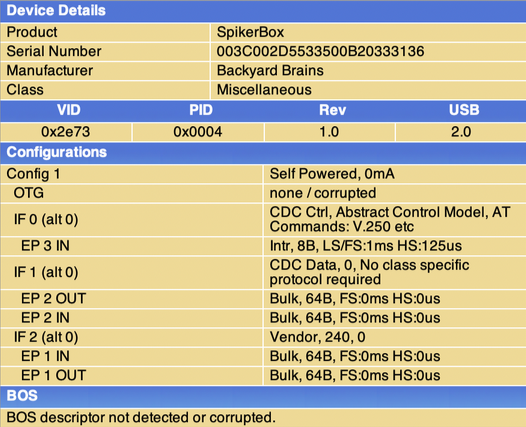 Device Details
Product SpikerBox
Serial Number 003C002D5533500B20333136
Manufacturer Backyard Brains
Class Miscellaneous
VID PID Rev USB
0x2e73 0x0004 1.0 2.0
Configurations
Config 1 Self Powered, 0mA
OTG none / corrupted
IF 0 (alt 0) CDC Ctrl, Abstract Control Model, AT
Commands: V.250 etc
EP 3 IN Intr, 8B, LS/FS:1ms HS:125us
IF 1 (alt 0) CDC Data, 0, No class specific
protocol required
EP 2 OUT Bulk, 64B, FS:0ms HS:0us
EP 2 IN Bulk, 64B, FS:0ms HS:0us
IF 2 (alt 0) Vendor, 240, 0
EP 1 IN Bulk, 64B, FS:0ms HS:0us
EP 1 OUT Bulk, 64B, FS:0ms HS:0us
BOS
BOS descriptor not detected or corrupted.